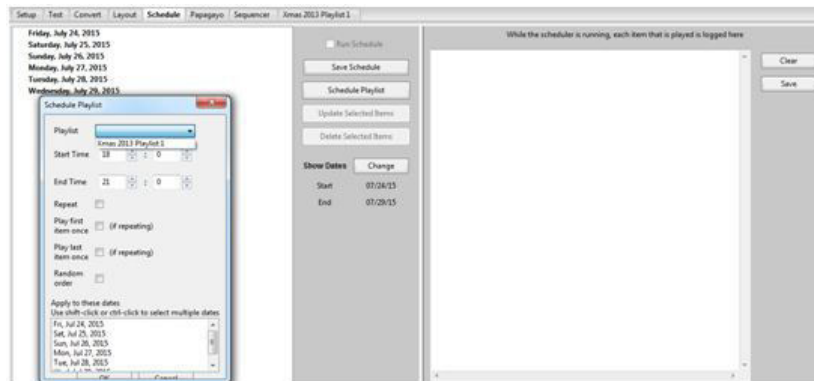 Setup Test Convert Layout Schedule Papagayo Sequencer Xmas 2013 Playlist 1
Friday, July 24, 2015
Saturday, July 25, 2015
Sunday, July 26, 2015
Monday, July 27, 2015
Tuesday, July 28, 2015
Wednesday, July 29, 2015
Schedule Playlist
Playlist
Xmas 2013 Playlist 1
Start Time 18 : 0
End Time 21 : 0
Repeat
Play first
item once (if repeating)
Play last
item once (if repeating)
Random
order
Apply to these dates
Use shift-click or ctrl-click to select multiple dates
Fri, Jul 24, 2015
Sat, Jul 25, 2015
Sun, Jul 26, 2015
Mon, Jul 27, 2015
Tue, Jul 28, 2015
Wed, Jul 29, 2015
OK Cancel
Run Schedule
Save Schedule
Schedule Playlist
Update Selected Items
Delete Selected Items
Show Dates Change
Start 07/24/15
End 07/29/15
While the scheduler is running, each item that is played is logged here
Clear
Save